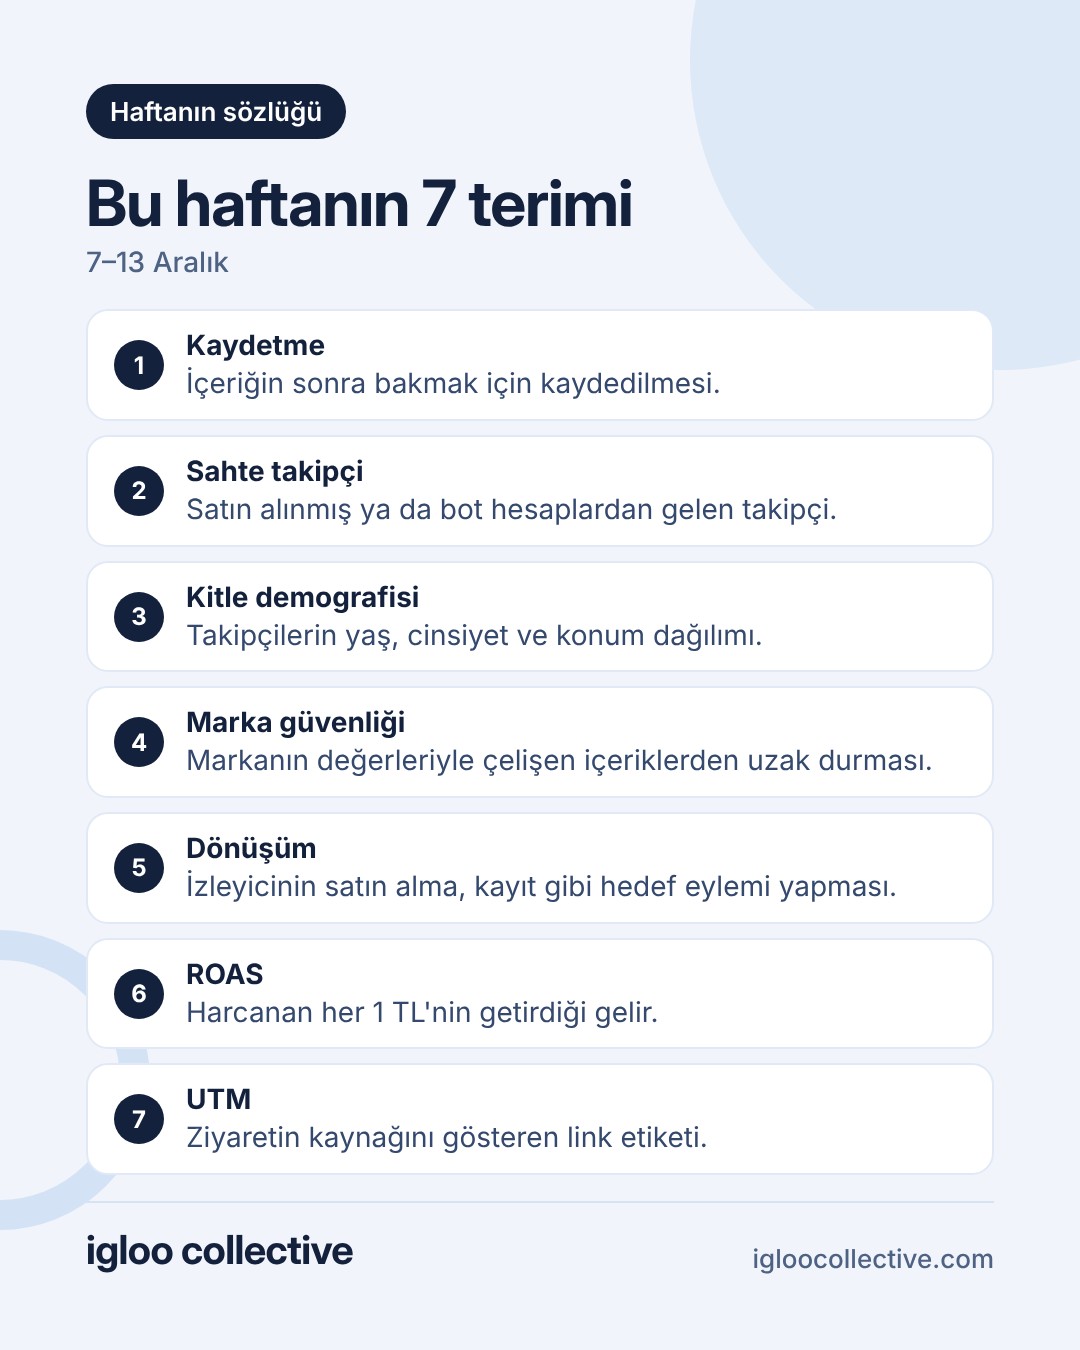 Haftanın sözlüğü
Bu haftanın 7 terimi
7–13 Aralık
1
Kaydetme
İçeriğin sonra bakmak için kaydedilmesi.
2
Sahte takipçi
Satın alınmış ya da bot hesaplardan gelen takipçi.
3
Kitle demografisi
Takipçilerin yaş, cinsiyet ve konum dağılımı.
4
Marka güvenliği
Markanın değerleriyle çelişen içeriklerden uzak durması.
5
Dönüşüm
İzleyicinin satın alma, kayıt gibi hedef eylemi yapması.
6
ROAS
Harcanan her 1 TL'nin getirdiği gelir.
7
UTM
Ziyaretin kaynağını gösteren link etiketi.
igloo collective
igloocollective.com